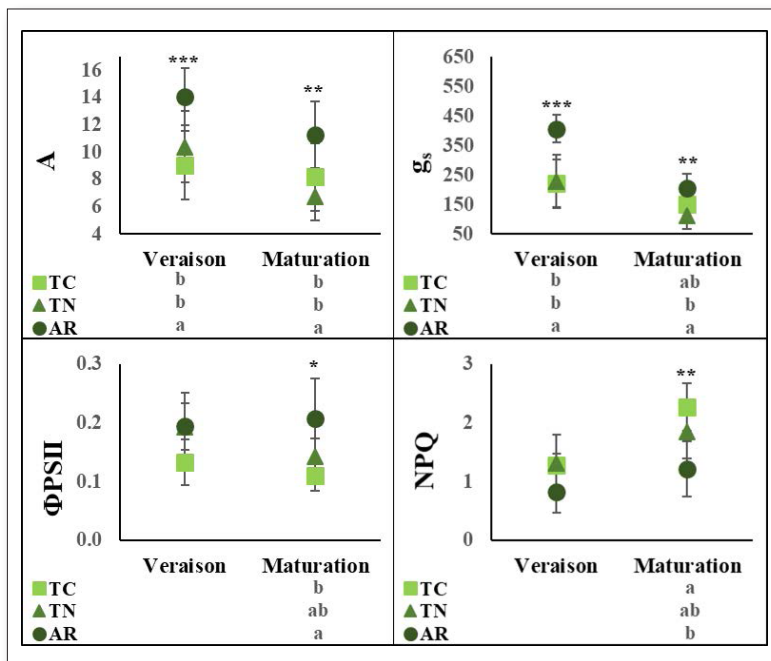 A
16
14
12
10
8
6
4
***
**
Veraison Maturation
TC b b
TN b b
AR a a
gs
650
550
450
350
250
150
50
***
**
Veraison Maturation
TC b ab
TN b b
AR a a
ΦPSII
0.3
0.2
0.1
0.0
*
Veraison Maturation
TC b
TN ab
AR a
NPQ
3
2
1
0
**
Veraison Maturation
TC a
TN ab
AR b